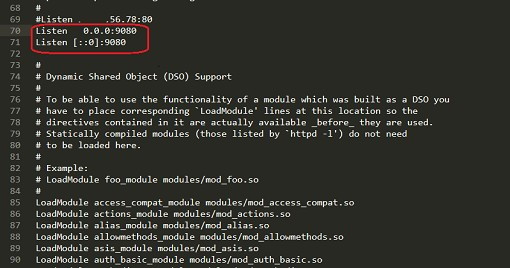 68 #
69 #Listen . .56.78:80
70 Listen 0.0.0:9080
71 Listen [::0]:9080
72
73 #
74 # Dynamic Shared Object (DSO) Support
75 #
76 # To be able to use the functionality of a module which was built as a DSO you
77 # have to place corresponding `LoadModule' lines at this location so the
78 # directives contained in it are actually available _before_ they are used.
79 # Statically compiled modules (those listed by `httpd -l') do not need
80 # to be loaded here.
81 #
82 # Example:
83 # LoadModule foo_module modules/mod_foo.so
84 #
85 LoadModule access_compat_module modules/mod_access_compat.so
86 LoadModule actions_module modules/mod_actions.so
87 LoadModule alias_module modules/mod_alias.so
88 LoadModule allowmethods_module modules/mod_allowmethods.so
89 LoadModule asis_module modules/mod_asis.so
90 LoadModule auth_basic_module modules/mod_auth_basic.so